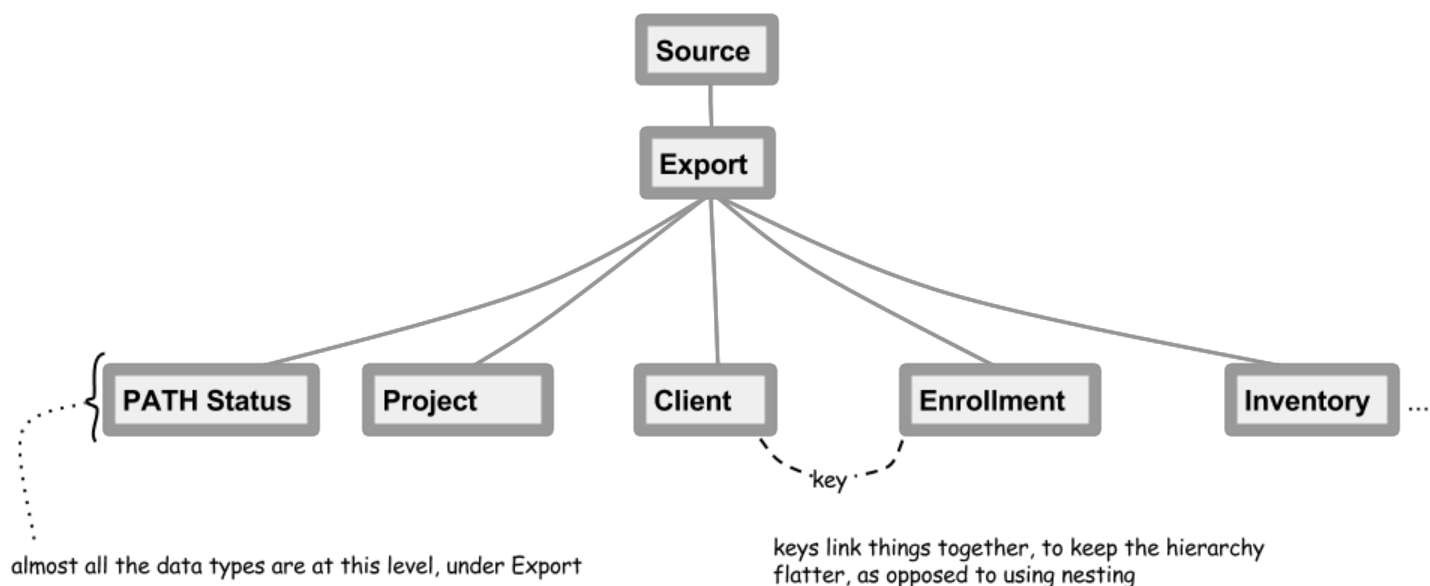 Source
Export
PATH Status
Project
Client
Enrollment
Inventory
...
key
almost all the data types are at this level, under Export
keys link things together, to keep the hierarchy
flatter, as opposed to using nesting